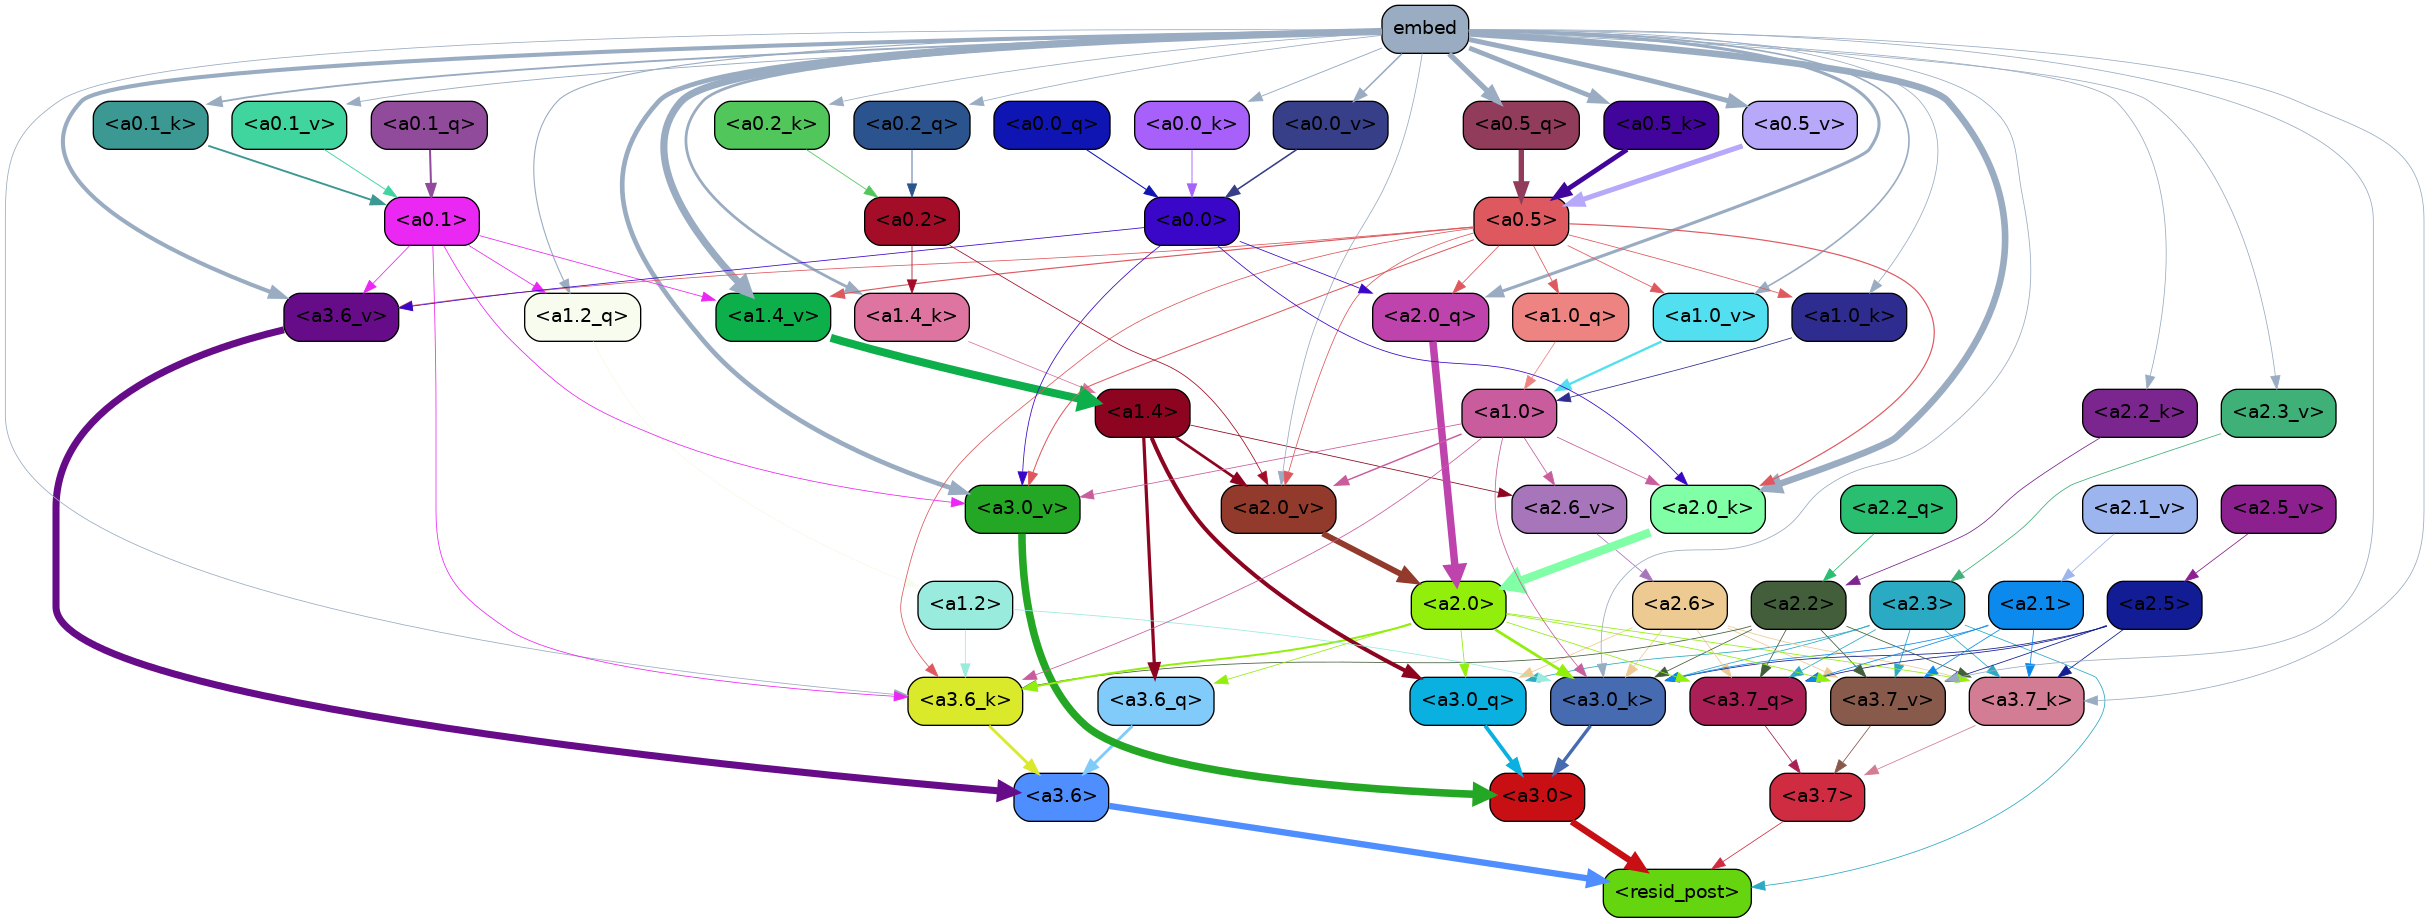 embed
<a0.1_k>
<a0.1_v>
<a0.1_q>
<a0.2_k>
<a0.2_q>
<a0.0_q>
<a0.0_k>
<a0.0_v>
<a0.5_q>
<a0.5_k>
<a0.5_v>
<a0.1>
<a0.2>
<a0.0>
<a0.5>
<a3.6_v>
<a1.2_q>
<a1.4_v>
<a1.4_k>
<a2.0_q>
<a1.0_q>
<a1.0_v>
<a1.0_k>
<a1.4>
<a1.0>
<a2.2_k>
<a2.3_v>
<a3.0_v>
<a2.0_v>
<a2.6_v>
<a2.0_k>
<a2.2_q>
<a2.1_v>
<a2.5_v>
<a1.2>
<a2.0>
<a2.6>
<a2.2>
<a2.3>
<a2.1>
<a2.5>
<a3.6_k>
<a3.6_q>
<a3.0_q>
<a3.0_k>
<a3.7_q>
<a3.7_v>
<a3.7_k>
<a3.6>
<a3.0>
<a3.7>
<resid_post>